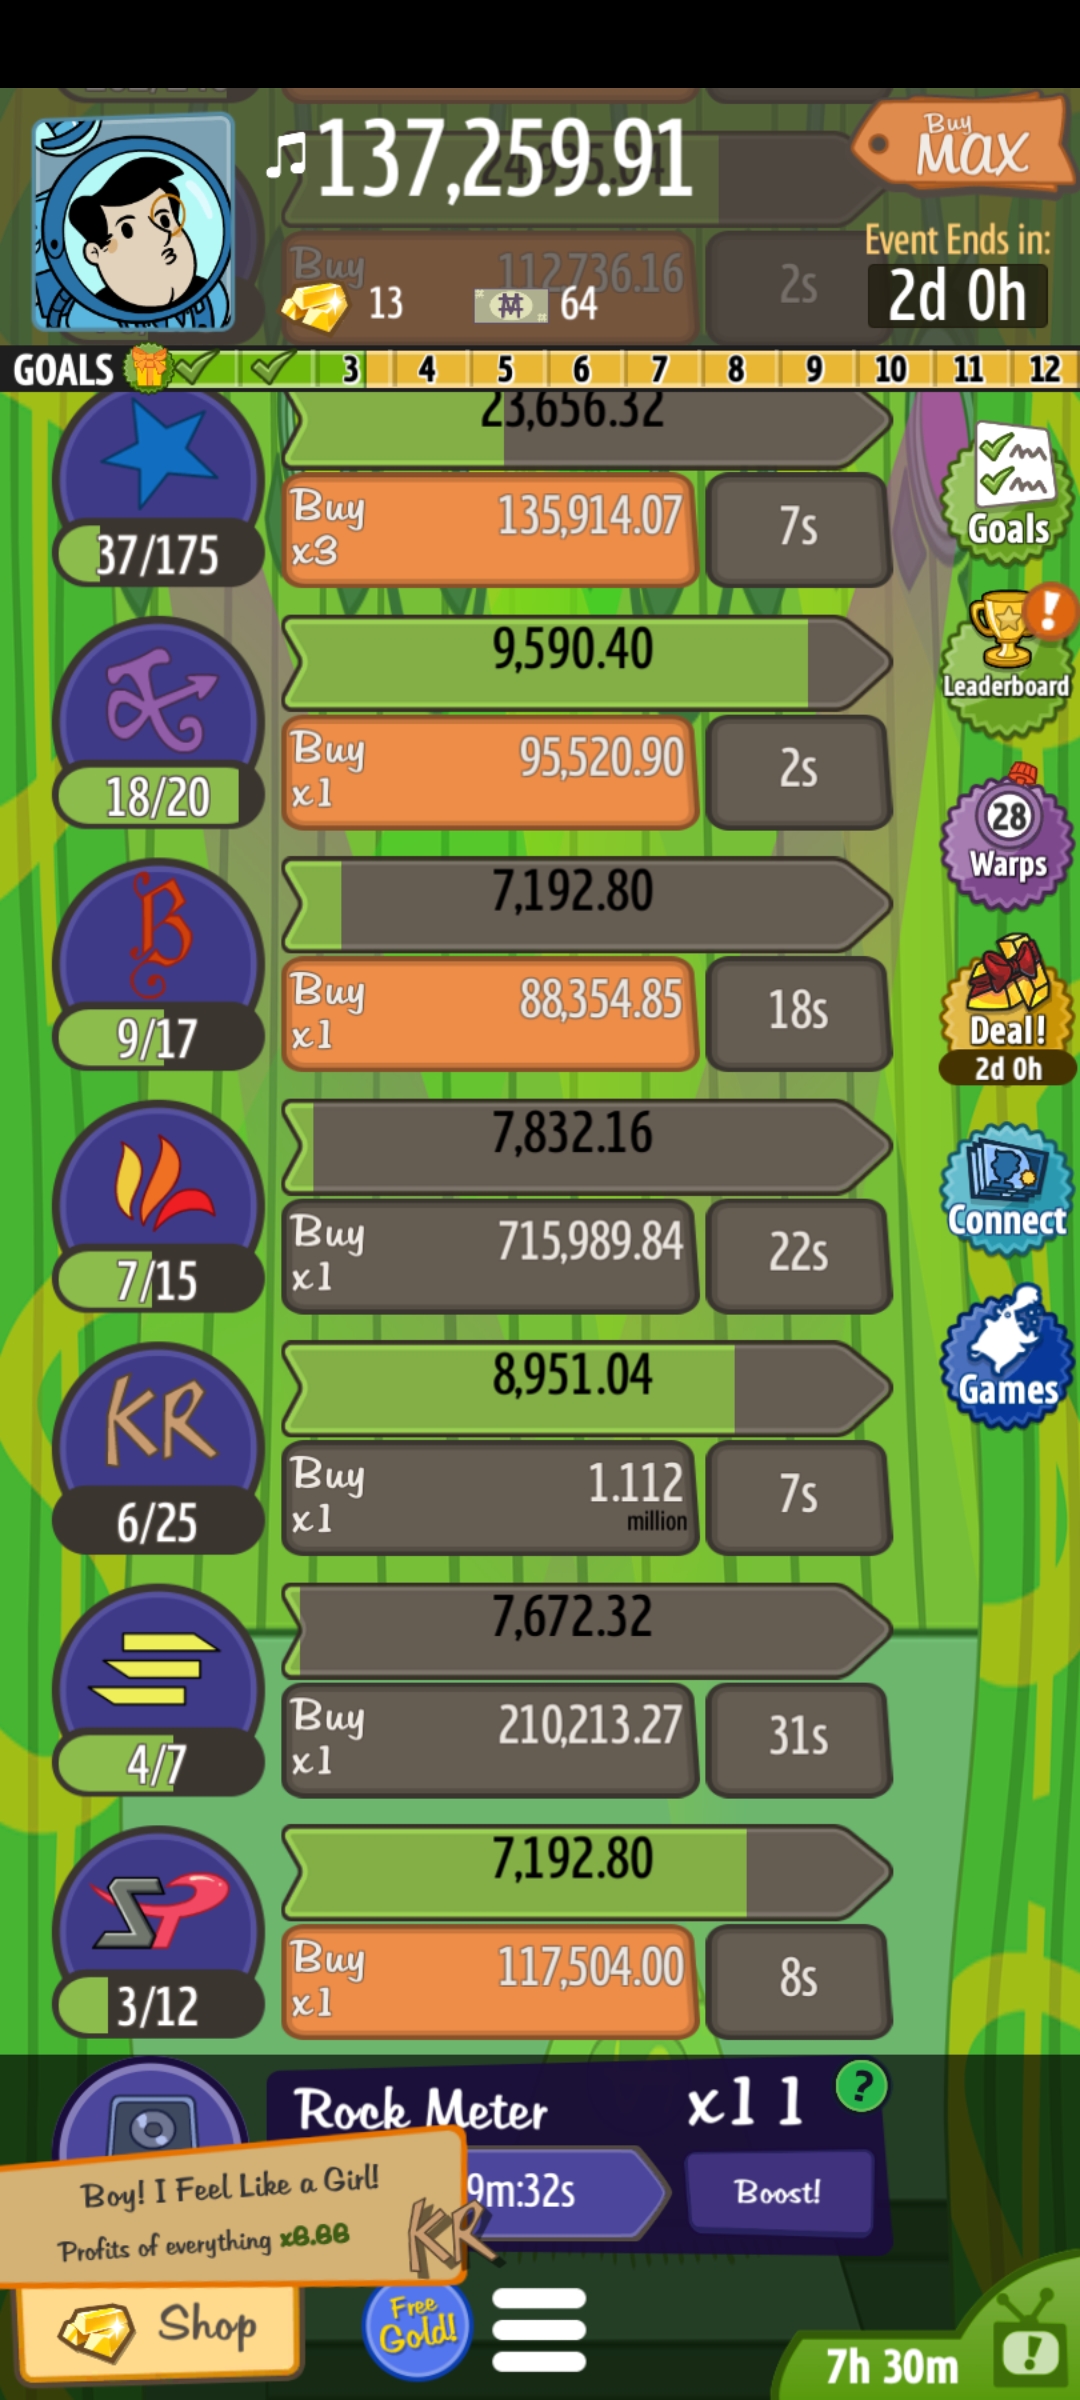 137,259.91
Buy
MAX
24,995.04
Buy 112,736.16 2s
13 64
Event Ends in:
2d 0h
GOALS 3 4 5 6 7 8 9 10 11 12
23,656.32
37/175
Buy 135,914.07
x3
7s
Goals
9,590.40
18/20
Buy 95,520.90
x1
2s
Leaderboard
7,192.80
B
9/17
Buy 88,354.85
x1
18s
28
Warps
Deal!
2d 0h
7,832.16
7/15
Buy 715,989.84
x1
22s
Connect
8,951.04
KR
6/25
Buy 1.112
million
x1
7s
Games
7,672.32
4/7
Buy 210,213.27
x1
31s
7,192.80
SP
3/12
Buy 117,504.00
x1
8s
Rock Meter x11 ?
9m:32s
Boost!
Boy! I Feel Like a Girl!
Profits of everything x8.88
KR
Shop
Free
Gold!
7h 30m